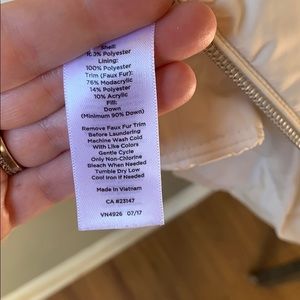 Shell:
100% Polyester
Lining:
100% Polyester
Trim (Faux Fur):
76% Modacrylic
14% Polyester
10% Acrylic
Fill:
Down
(Minimum 90% Down)
Remove Faux Fur Trim
Before Laundering
Machine Wash Cold
With Like Colors
Gentle Cycle
Only Non-Chlorine
Bleach When Needed
Tumble Dry Low
Cool Iron if Needed
Made in Vietnam
CA #23147
VN4926 07/17